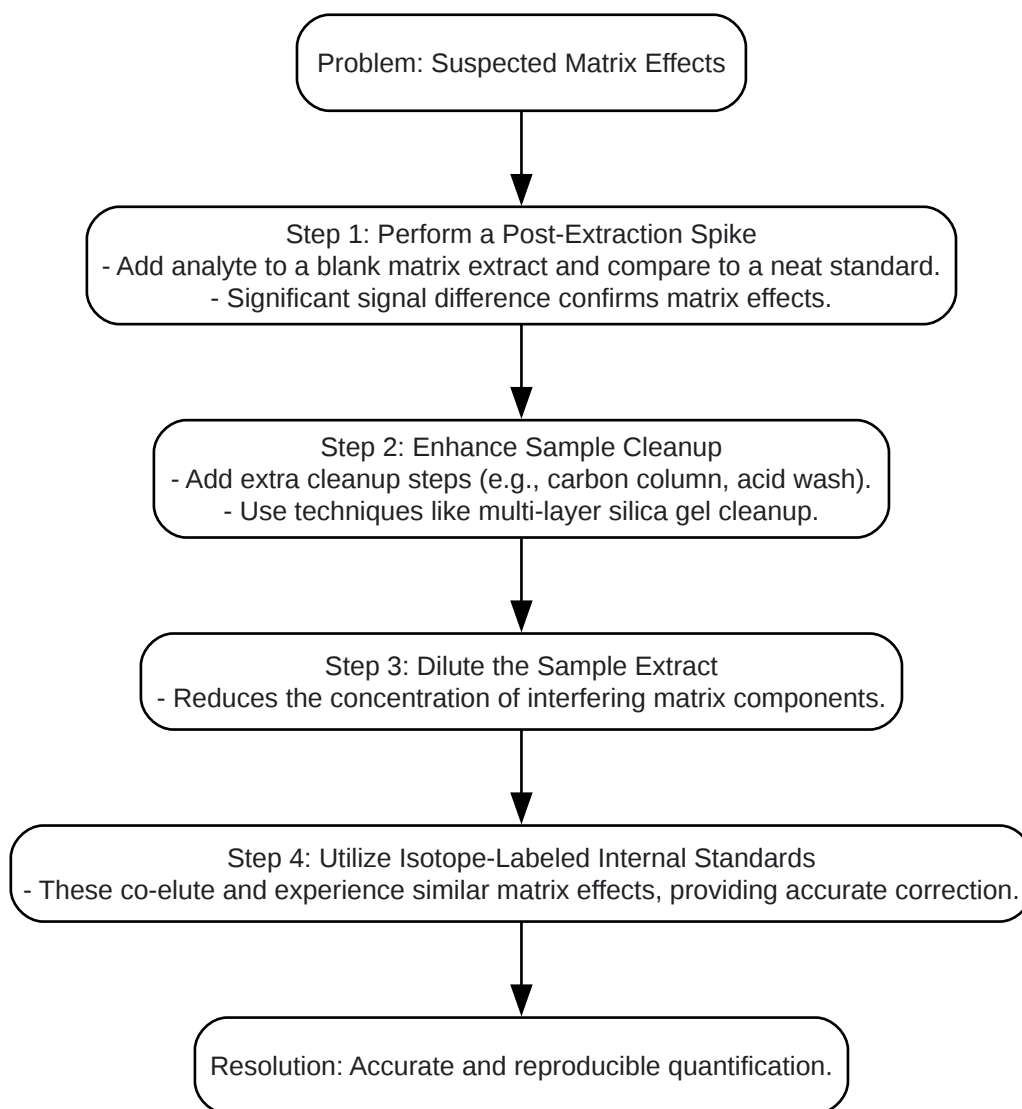 Problem: Suspected Matrix Effects
Step 1: Perform a Post-Extraction Spike
- Add analyte to a blank matrix extract and compare to a neat standard.
- Significant signal difference confirms matrix effects.
Step 2: Enhance Sample Cleanup
- Add extra cleanup steps (e.g., carbon column, acid wash).
- Use techniques like multi-layer silica gel cleanup.
Step 3: Dilute the Sample Extract
- Reduces the concentration of interfering matrix components.
Step 4: Utilize Isotope-Labeled Internal Standards
- These co-elute and experience similar matrix effects, providing accurate correction.
Resolution: Accurate and reproducible quantification.